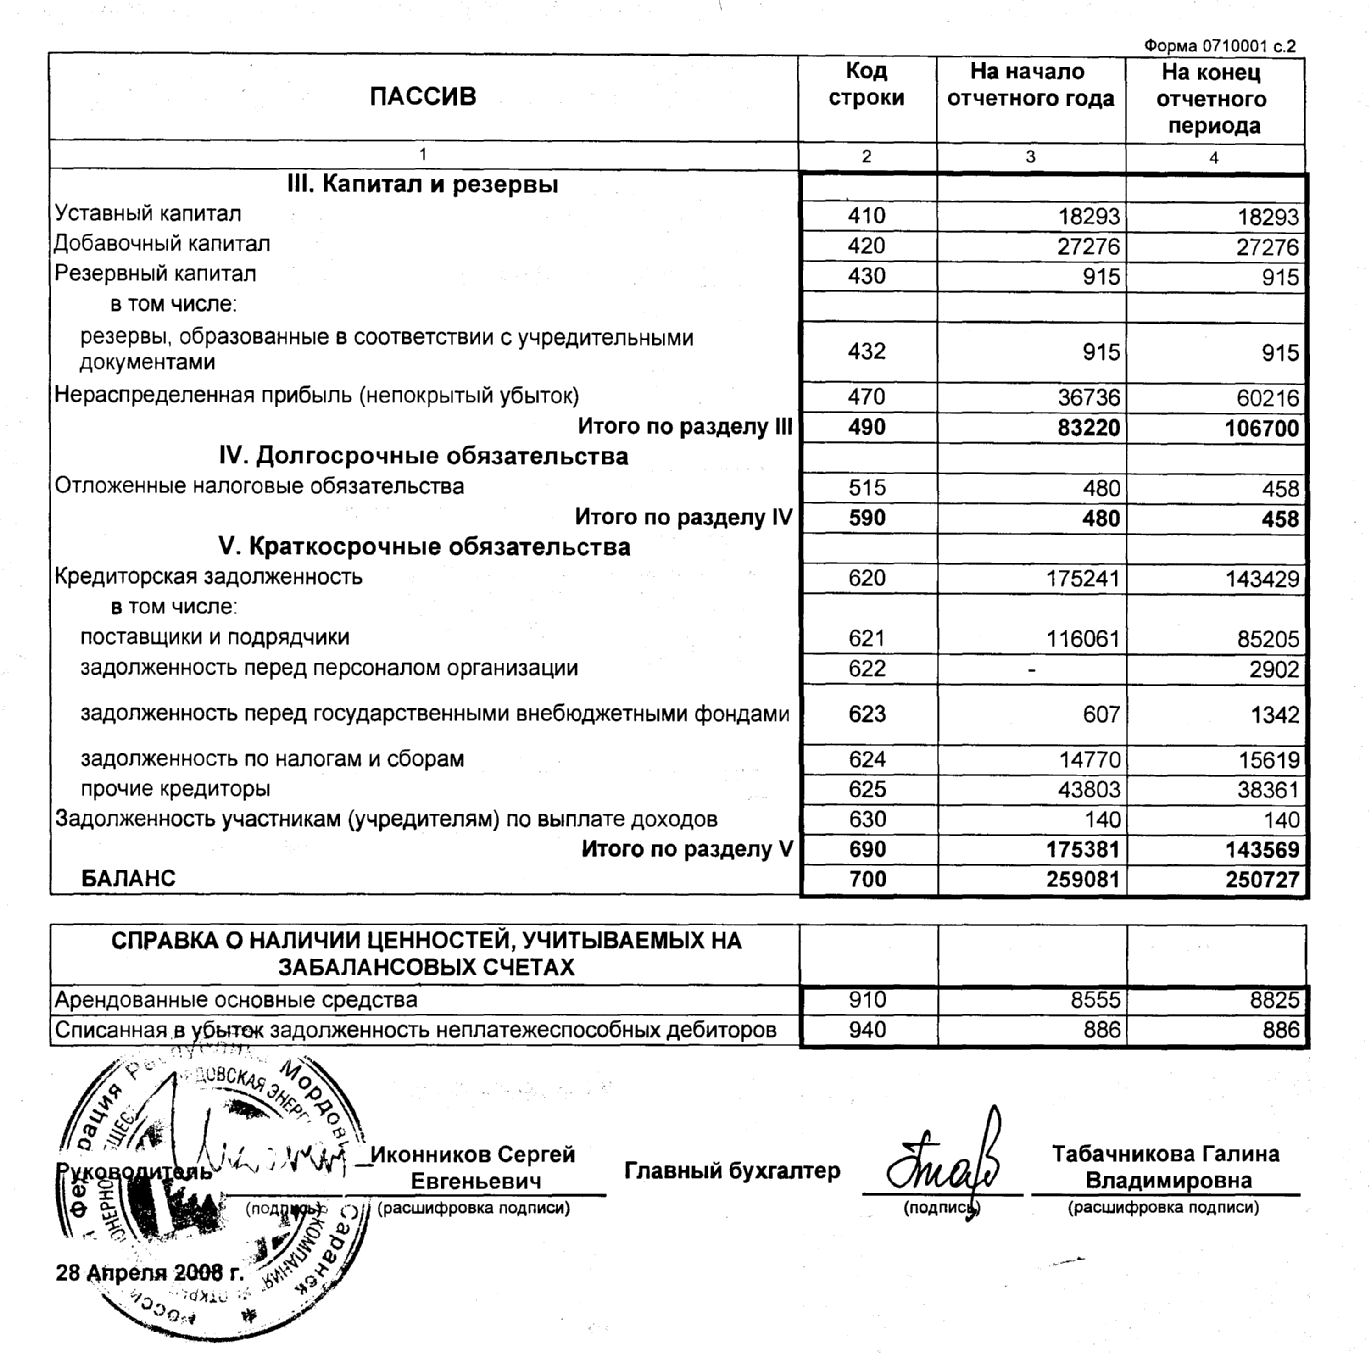 Форма 0710001 с.2
ПАССИВ
Код строки
На начало отчетного года
На конец отчетного периода
1 2 3 4
III. Капитал и резервы
Уставный капитал 410 18293 18293
Добавочный капитал 420 27276 27276
Резервный капитал 430 915 915
в том числе:
резервы, образованные в соответствии с учредительными
документами 432 915 915
Нераспределенная прибыль (непокрытый убыток) 470 36736 60216
Итого по разделу III 490 83220 106700
IV. Долгосрочные обязательства
Отложенные налоговые обязательства 515 480 458
Итого по разделу IV 590 480 458
V. Краткосрочные обязательства
Кредиторская задолженность 620 175241 143429
в том числе:
поставщики и подрядчики 621 116061 85205
задолженность перед персоналом организации 622 - 2902
задолженность перед государственными внебюджетными фондами 623 607 1342
задолженность по налогам и сборам 624 14770 15619
прочие кредиторы 625 43803 38361
Задолженность участникам (учредителям) по выплате доходов 630 140 140
Итого по разделу V 690 175381 143569
БАЛАНС 700 259081 250727
СПРАВКА О НАЛИЧИИ ЦЕННОСТЕЙ, УЧИТЫВАЕМЫХ НА
ЗАБАЛАНСОВЫХ СЧЕТАХ
Арендованные основные средства 910 8555 8825
Списанная в убыток задолженность неплатежеспособных дебиторов 940 886 886
Руководитель
(подпись)
Иконников Сергей
Евгеньевич
(расшифровка подписи)
Главный бухгалтер
(подпись)
Табачникова Галина
Владимировна
(расшифровка подписи)
28 Апреля 2008 г.
Республика Мордовия
Саранск
КОМПАНИЯ